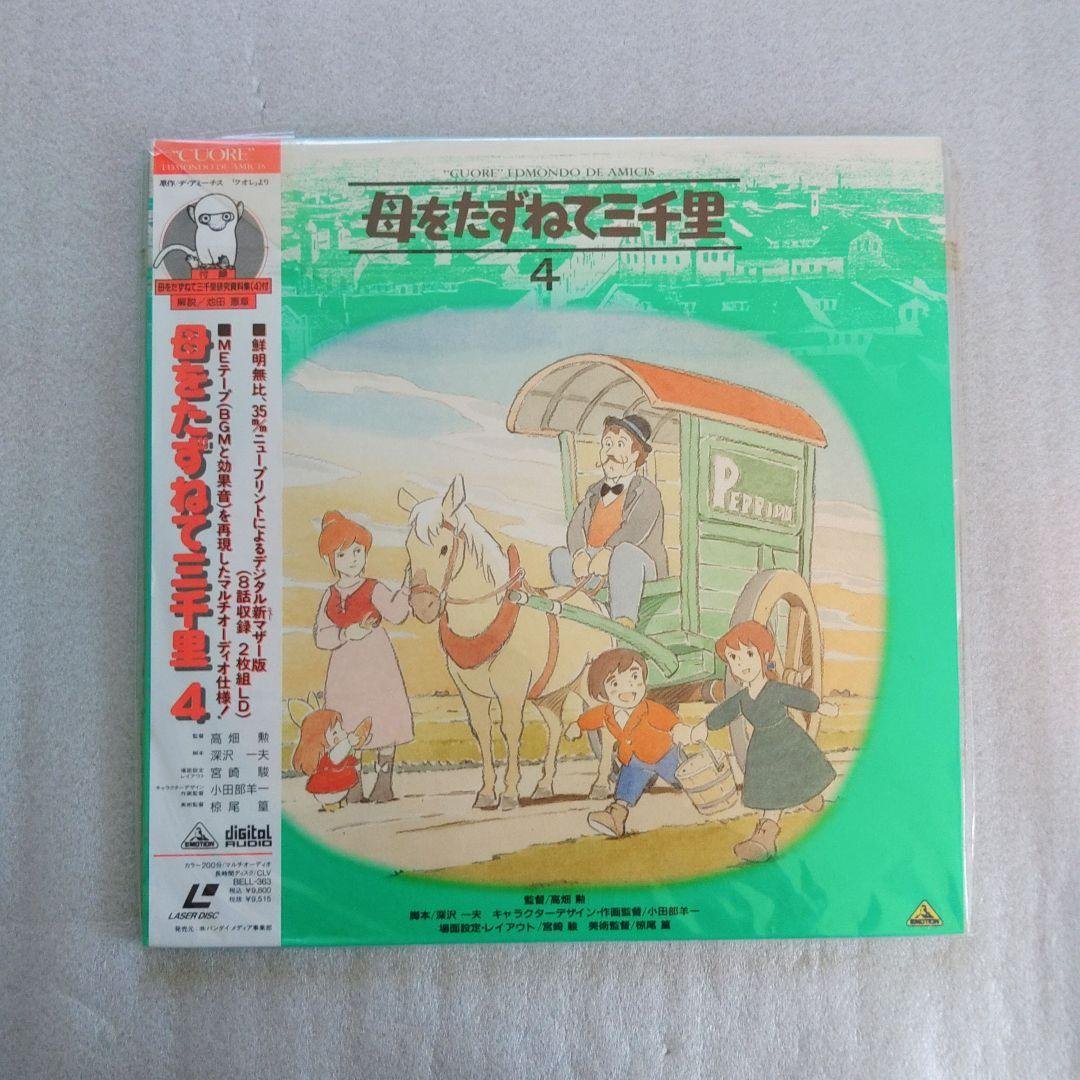 "CUORE"
EDMONDO DE AMICIS
原作/デ・アミーチス 「クオレ」より
付録
母をたずねて三千里研究資料集(4)付
解説/池田 憲章
■鮮明無比、35m/mニュープリントによるデジタル新マザー版
(8話収録 2枚組LD)
■MEテープ(BGMと効果音)を再現したマルチオーディオ仕様!
母をたずねて三千里 4
監督 高畑 勲
脚本 深沢 一夫
場面設定 レイアウト 宮崎 駿
キャラクターデザイン 作画監督 小田部羊一
美術監督 椋尾 篁
EMOTION
digital AUDIO
カラー200分/マルチオーディオ
長時間ディスク/CLV
BELL-363
税込 ¥9,800
税抜 ¥9,515
LASER DISC
発売元 ㈱バンダイメディア事業部
"CUORE" EDMONDO DE AMICIS
母をたずねて三千里
4
監督/高畑 勲
脚本/深沢 一夫 キャラクターデザイン・作画監督/小田部羊一
場面設定・レイアウト/宮崎 駿 美術監督/椋尾 篁
EMOTION